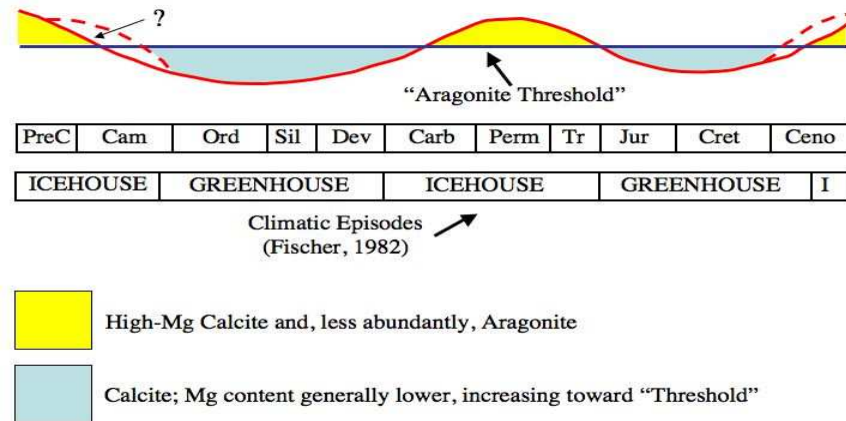 ?
“Aragonite Threshold”
PreC Cam Ord Sil Dev Carb Perm Tr Jur Cret Ceno
ICEHOUSE GREENHOUSE ICEHOUSE GREENHOUSE I
Climatic Episodes
(Fischer, 1982)
High-Mg Calcite and, less abundantly, Aragonite
Calcite; Mg content generally lower, increasing toward “Threshold”